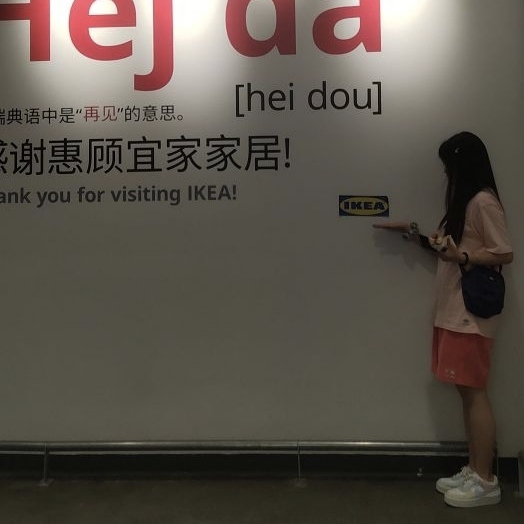 Hej då
[hei dou]
瑞典语中是“再见”的意思。
感谢惠顾宜家家居!
ank you for visiting IKEA!
IKEA